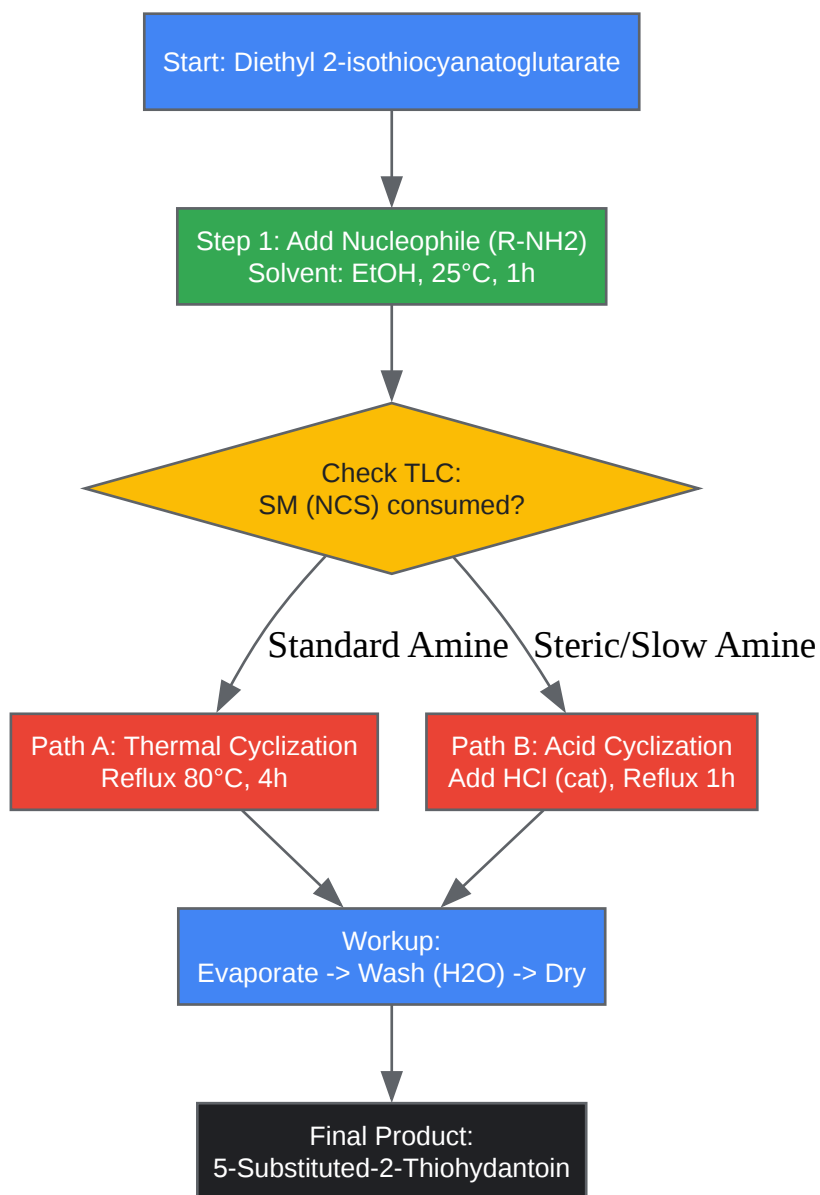 Start: Diethyl 2-isothiocyanatoglutarate
Step 1: Add Nucleophile (R-NH2)
Solvent: EtOH, 25°C, 1h
Check TLC:
SM (NCS) consumed?
Standard Amine
Steric/Slow Amine
Path A: Thermal Cyclization
Reflux 80°C, 4h
Path B: Acid Cyclization
Add HCl (cat), Reflux 1h
Workup:
Evaporate -> Wash (H2O) -> Dry
Final Product:
5-Substituted-2-Thiohydantoin